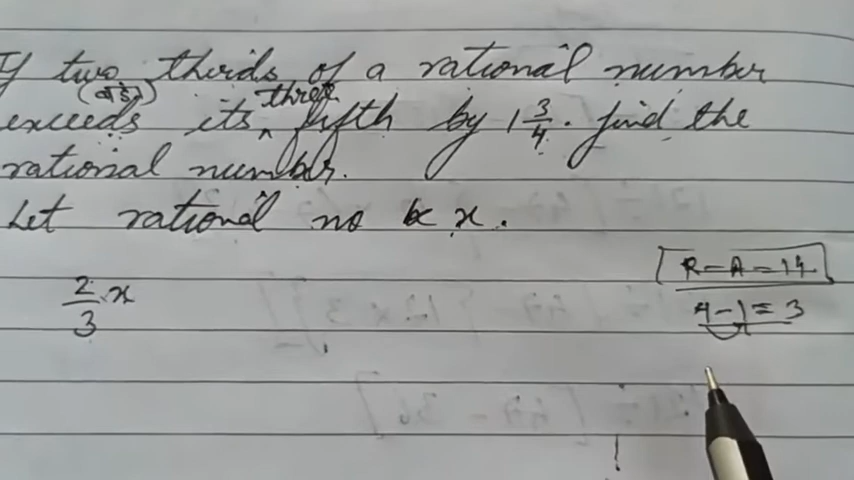 If two thirds of a rational number
(बड़ा) three
exceeds its ^ fifth by 1 3/4. find the
rational number.
Let rational no be x.
2/3 x
R - A = 14
4 - 1 = 3